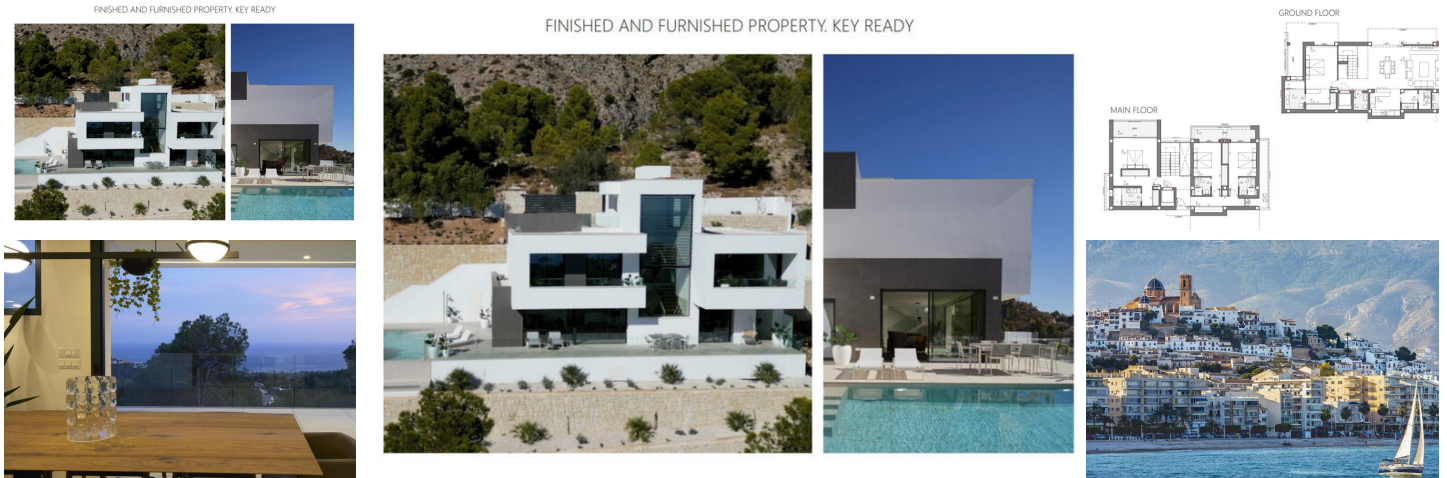 FINISHED AND FURNISHED PROPERTY. KEY READY
FINISHED AND FURNISHED PROPERTY. KEY READY
GROUND FLOOR
MAIN FLOOR